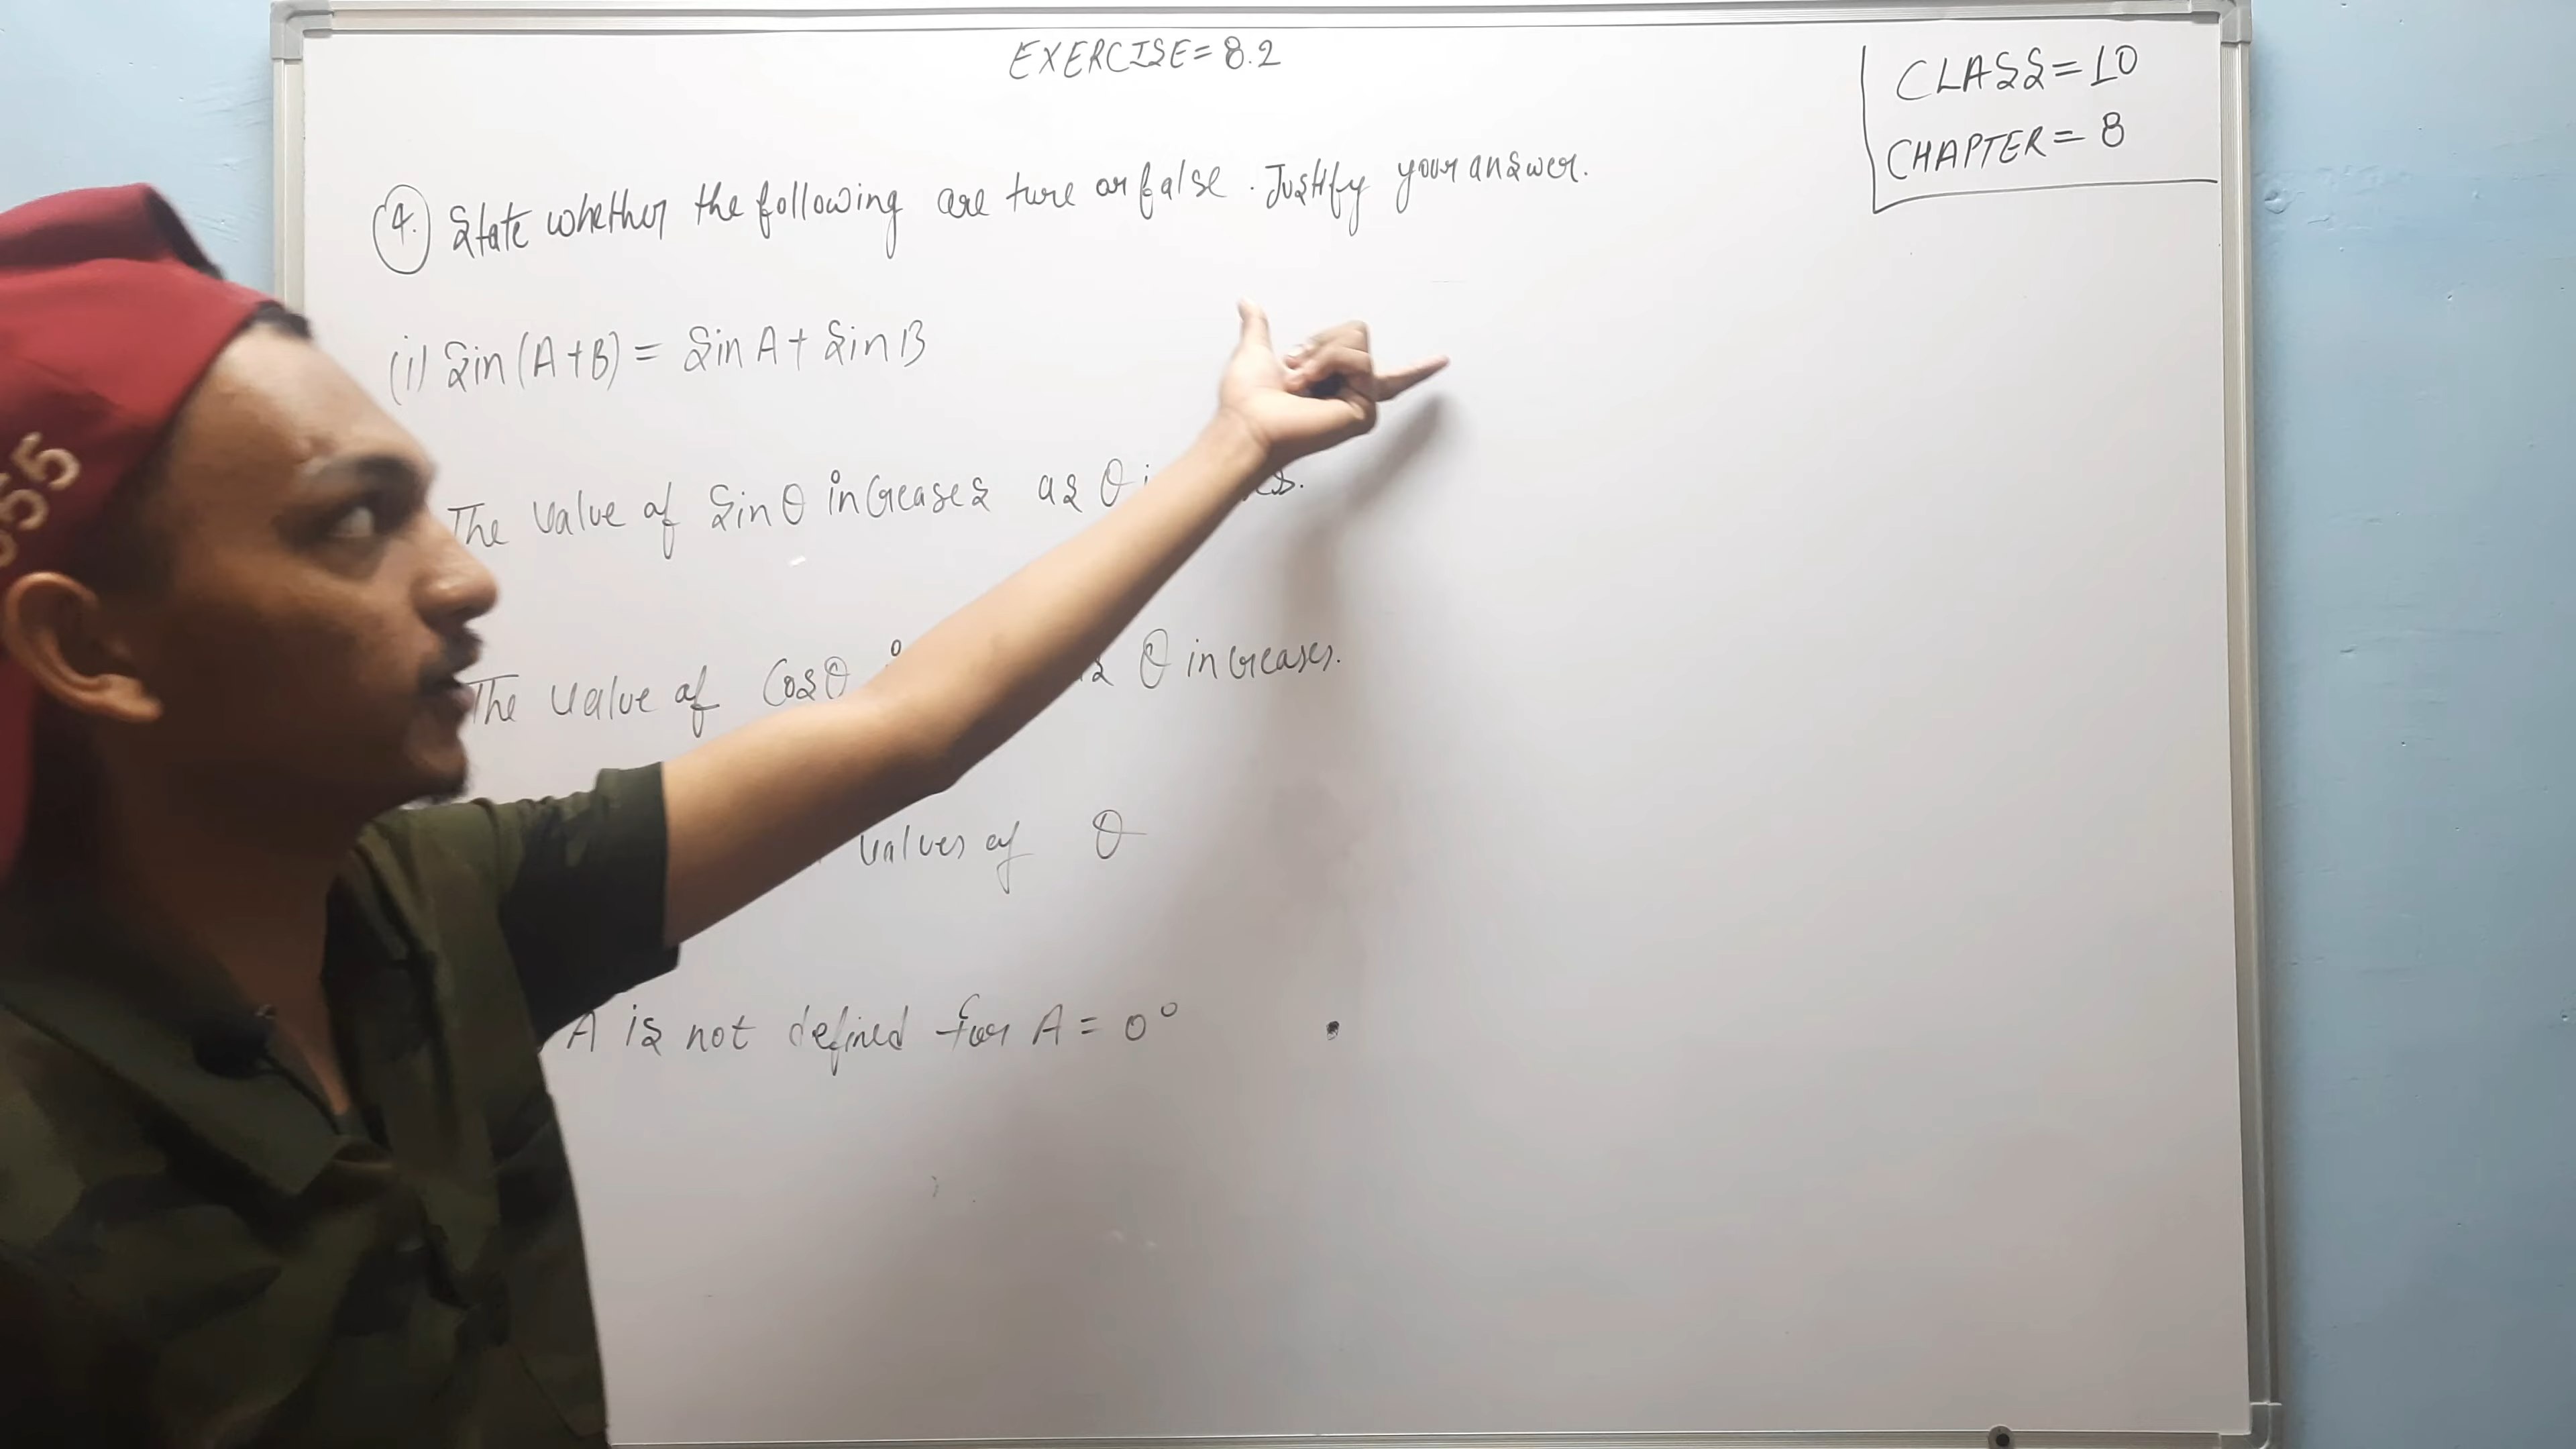 EXERCISE = 8.2
CLASS = 10
CHAPTER = 8
4. State whether the following are ture or false. Justify your answer.
(i) Sin (A+B) = Sin A + Sin B
The value of Sin θ increases as θ
The value of Cos θ θ increases.
values of θ
A is not defined for A = 0°
55